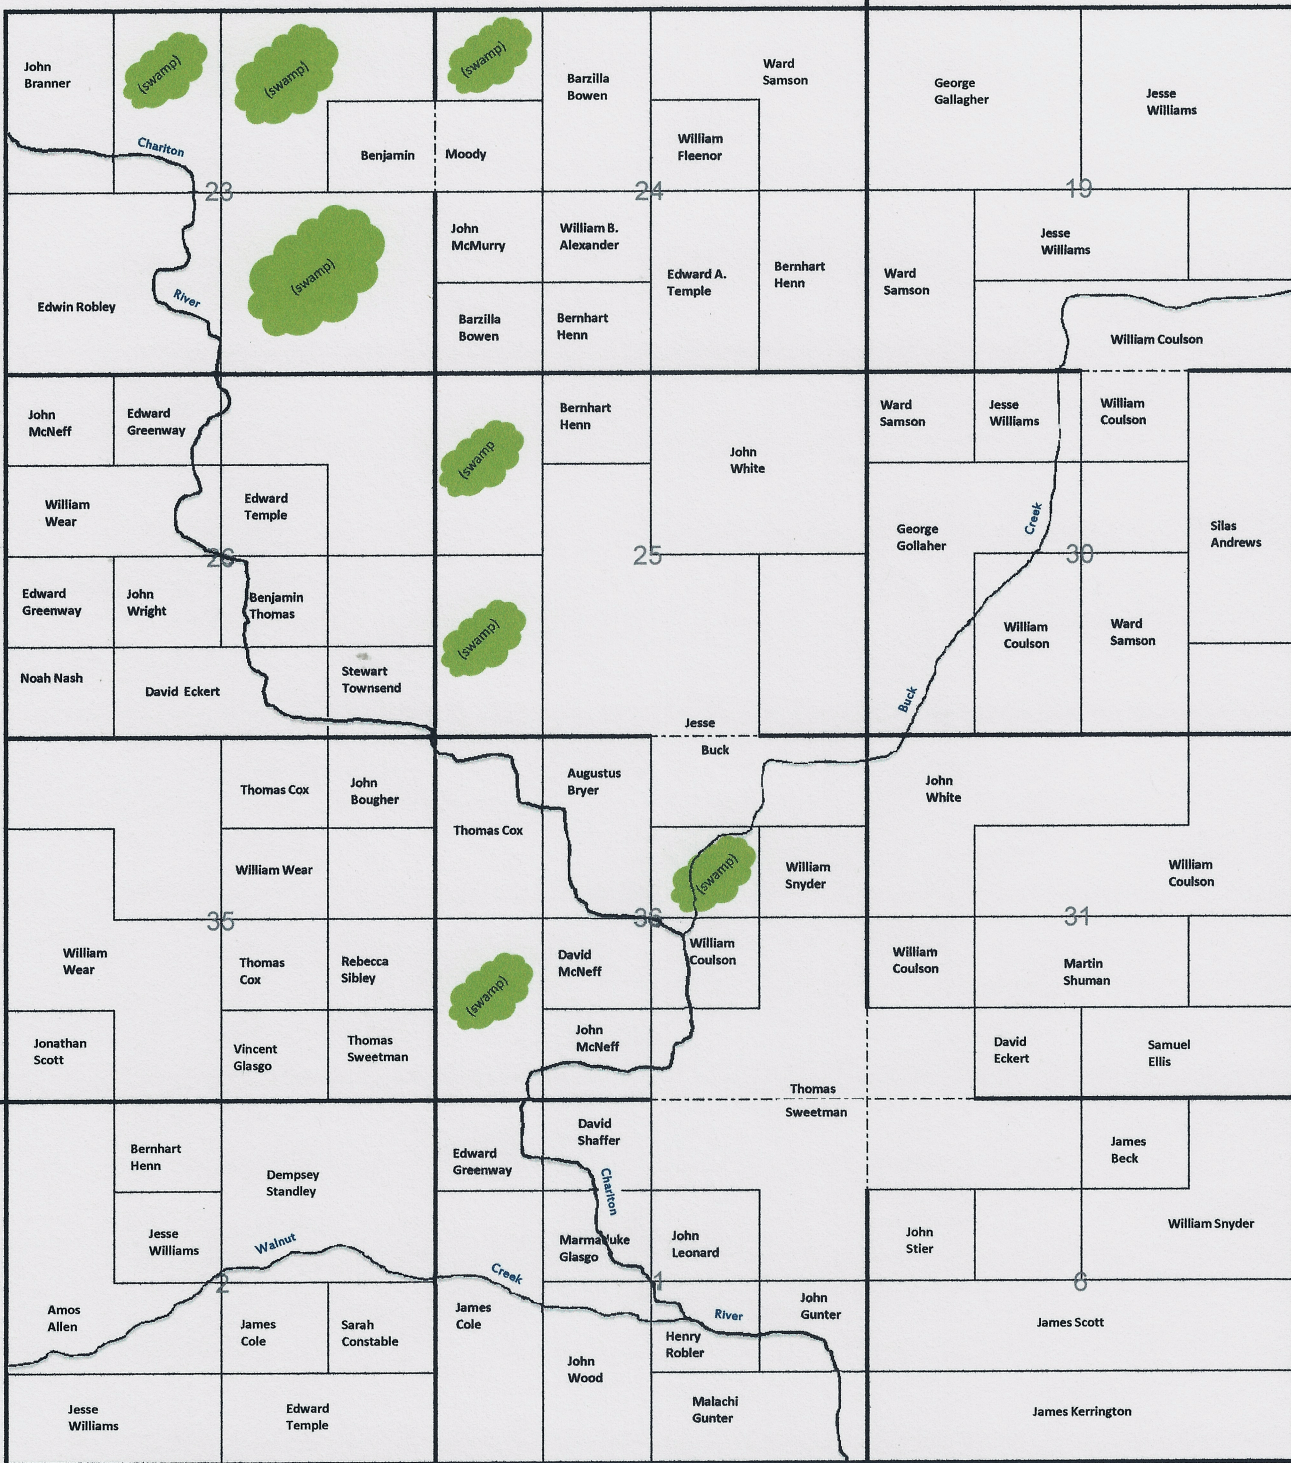 John
Branner
(swamp)
(swamp)
(swamp)
Barzilla
Bowen
Ward
Samson
George
Gallagher
Jesse
Williams
Chariton
Benjamin
Moody
William
Fleenor
23
24
19
John
McMurry
William B.
Alexander
Edward A.
Temple
Bernhart
Henn
Ward
Samson
Jesse
Williams
(swamp)
River
Edwin Robley
Barzilla
Bowen
Bernhart
Henn
William Coulson
John
McNeff
Edward
Greenway
(swamp
Bernhart
Henn
John
White
Ward
Samson
Jesse
Williams
William
Coulson
William
Wear
Edward
Temple
George
Gollaher
Creek
Silas
Andrews
26
25
30
Edward
Greenway
John
Wright
Benjamin
Thomas
(swamp)
William
Coulson
Ward
Samson
Noah Nash
David Eckert
Stewart
Townsend
Buck
Jesse
Buck
Thomas Cox
John
Bougher
Thomas Cox
Augustus
Bryer
John
White
William Wear
(swamp)
William
Snyder
William
Coulson
35
36
31
William
Wear
Thomas
Cox
Rebecca
Sibley
(swamp)
David
McNeff
William
Coulson
William
Coulson
Martin
Shuman
Jonathan
Scott
Vincent
Glasgo
Thomas
Sweetman
John
McNeff
David
Eckert
Samuel
Ellis
Thomas
Sweetman
Bernhart
Henn
Dempsey
Standley
Edward
Greenway
David
Shaffer
Chariton
James
Beck
Jesse
Williams
Walnut
Creek
Marmaduke
Glasgo
John
Leonard
John
Stier
William Snyder
2
1
6
Amos
Allen
James
Cole
Sarah
Constable
James
Cole
John
Wood
River
Henry
Robler
John
Gunter
James Scott
Jesse
Williams
Edward
Temple
Malachi
Gunter
James Kerrington